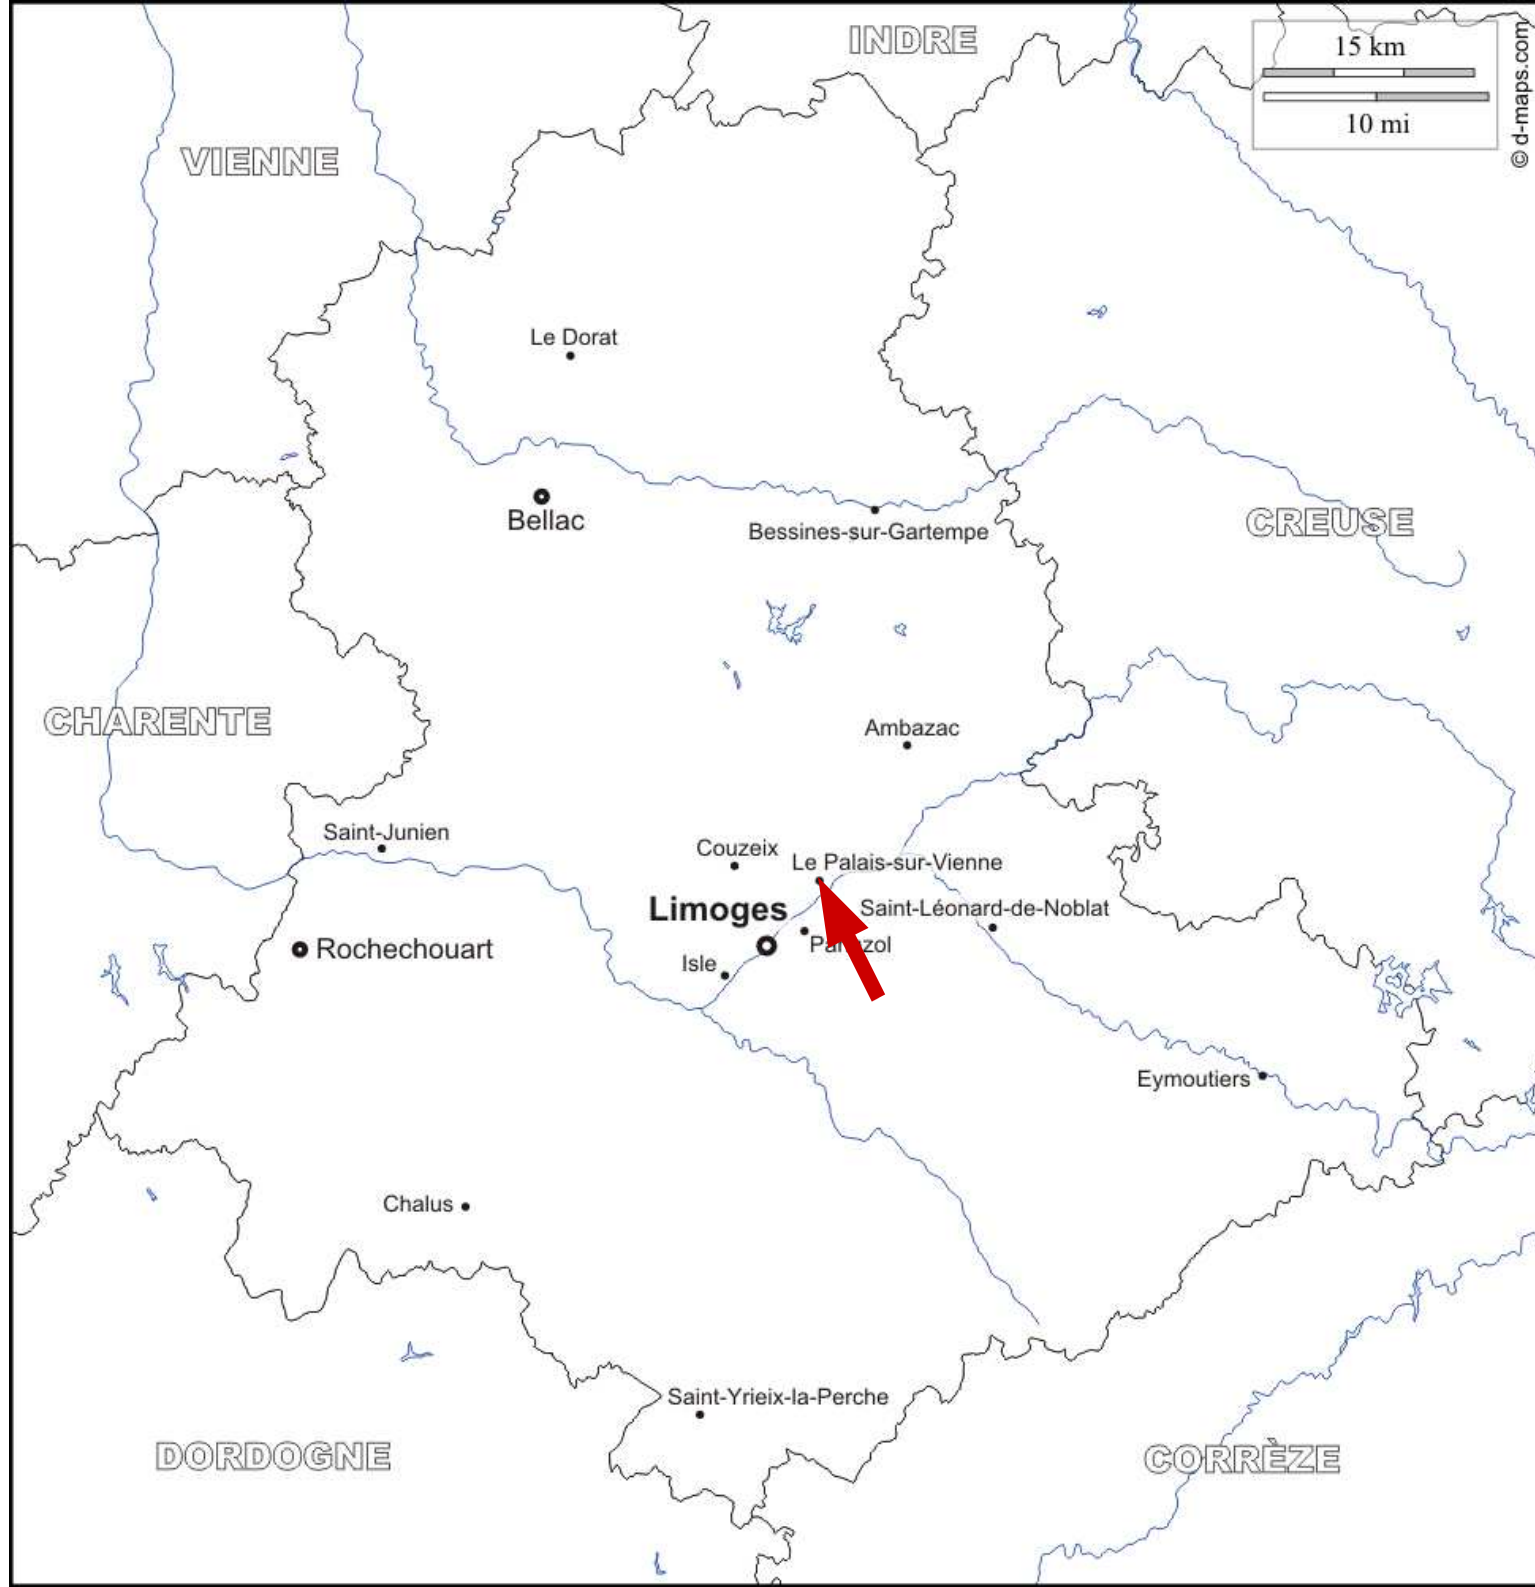 INDRE
15 km
10 mi
© d-maps.com
VIENNE
Le Dorat
Bellac
Bessines-sur-Gartempe
CREUSE
CHARENTE
Ambazac
Saint-Junien
Couzeix
Le Palais-sur-Vienne
Limoges
Saint-Léonard-de-Noblat
Rochechouart
Isle
Eymoutiers
Chalus
Saint-Yrieix-la-Perche
DORDOGNE
CORRÈZE